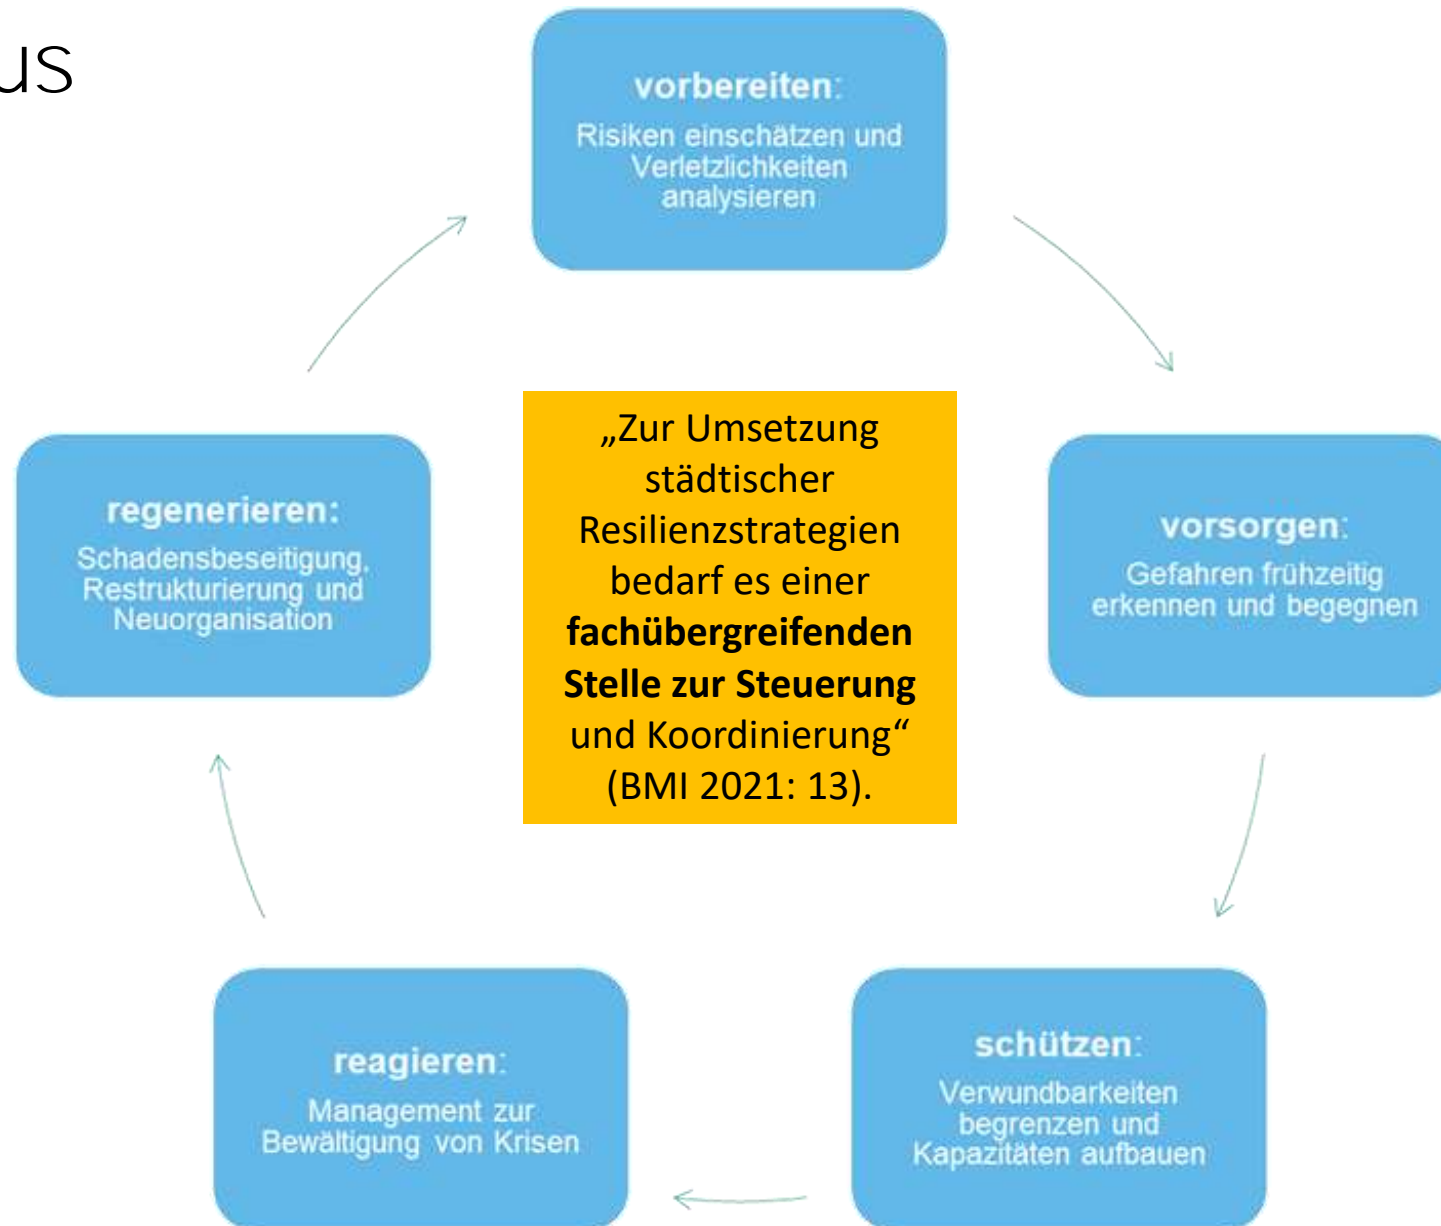 us
vorbereiten:
Risiken einschätzen und
Verletzlichkeiten
analysieren
„Zur Umsetzung
städtischer
Resilienzstrategien
bedarf es einer
fachübergreifenden
Stelle zur Steuerung
und Koordinierung“
(BMI 2021: 13).
regenerieren:
Schadensbeseitigung,
Restrukturierung und
Neuorganisation
vorsorgen:
Gefahren frühzeitig
erkennen und begegnen
reagieren:
Management zur
Bewältigung von Krisen
schützen:
Verwundbarkeiten
begrenzen und
Kapazitäten aufbauen